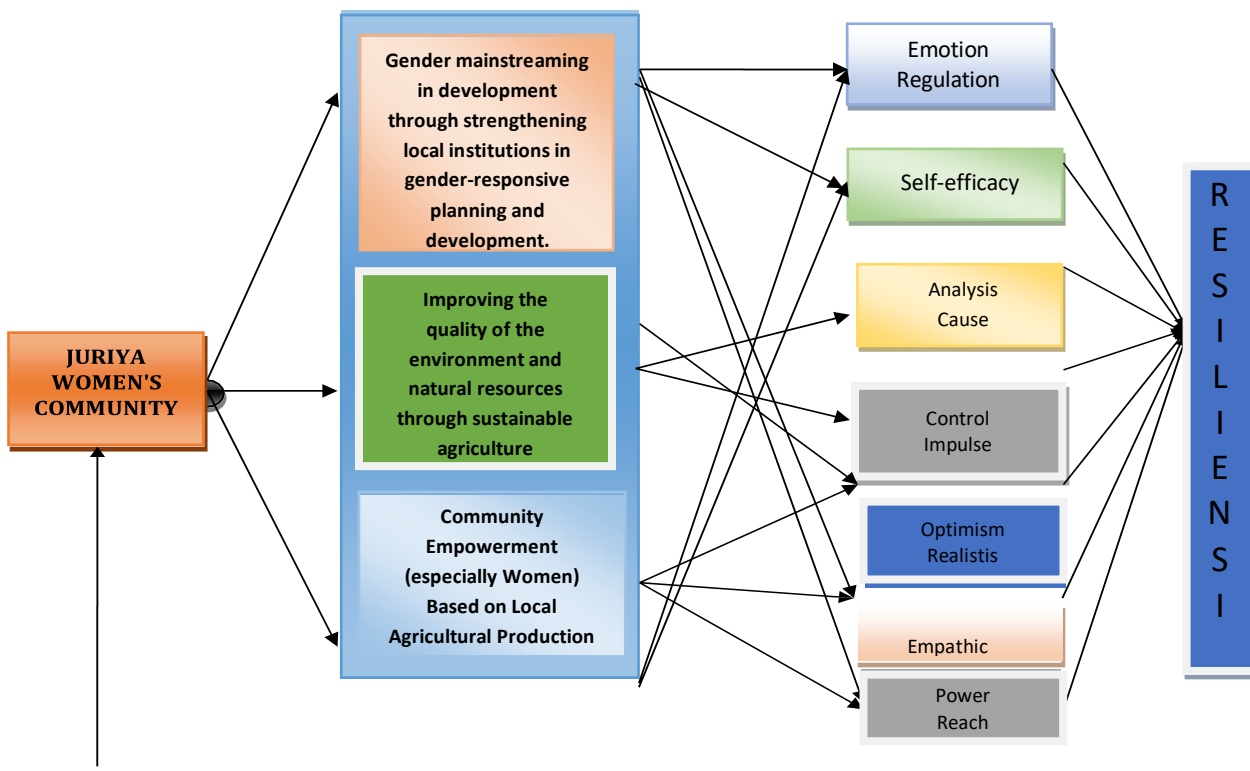 JURIYA
WOMEN'S
COMMUNITY
Gender mainstreaming
in development
through strengthening
local institutions in
gender-responsive
planning and
development.
Improving the
quality of the
environment and
natural resources
through sustainable
agriculture
Community
Empowerment
(especially Women)
Based on Local
Agricultural Production
Emotion
Regulation
Self-efficacy
Analysis
Cause
Control
Impulse
Optimism
Realistis
Empathic
Power
Reach
R
E
S
I
L
I
E
N
S
I